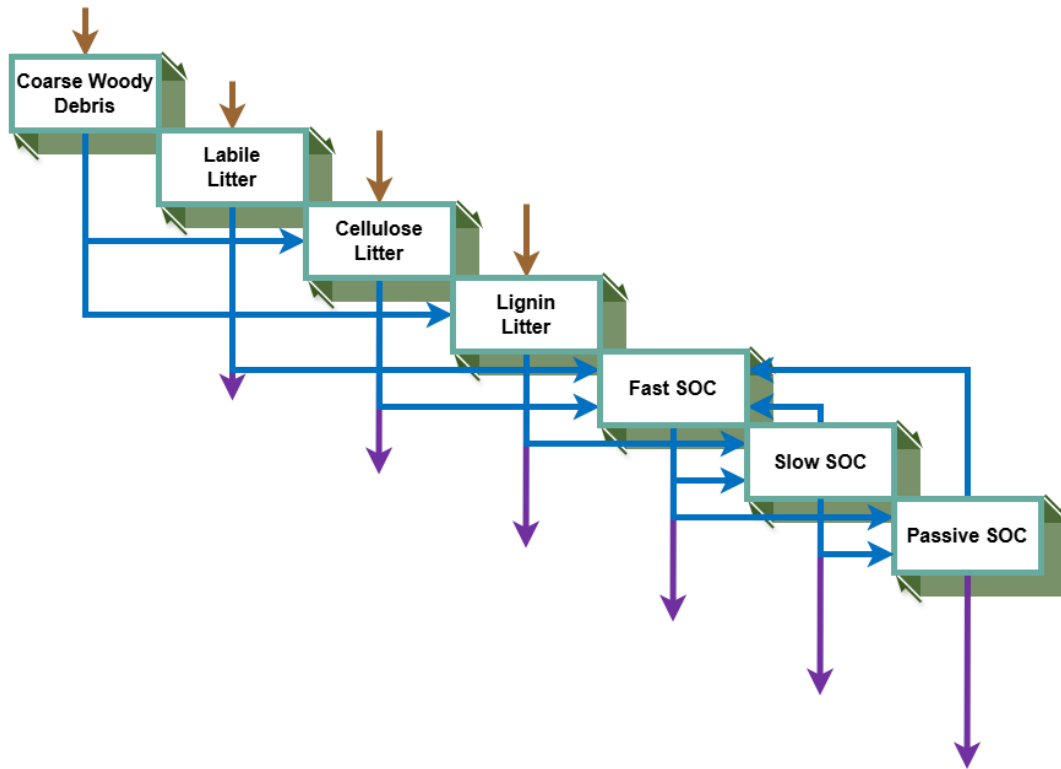 Coarse Woody
Debris
Labile
Litter
Cellulose
Litter
Lignin
Litter
Fast SOC
Slow SOC
Passive SOC